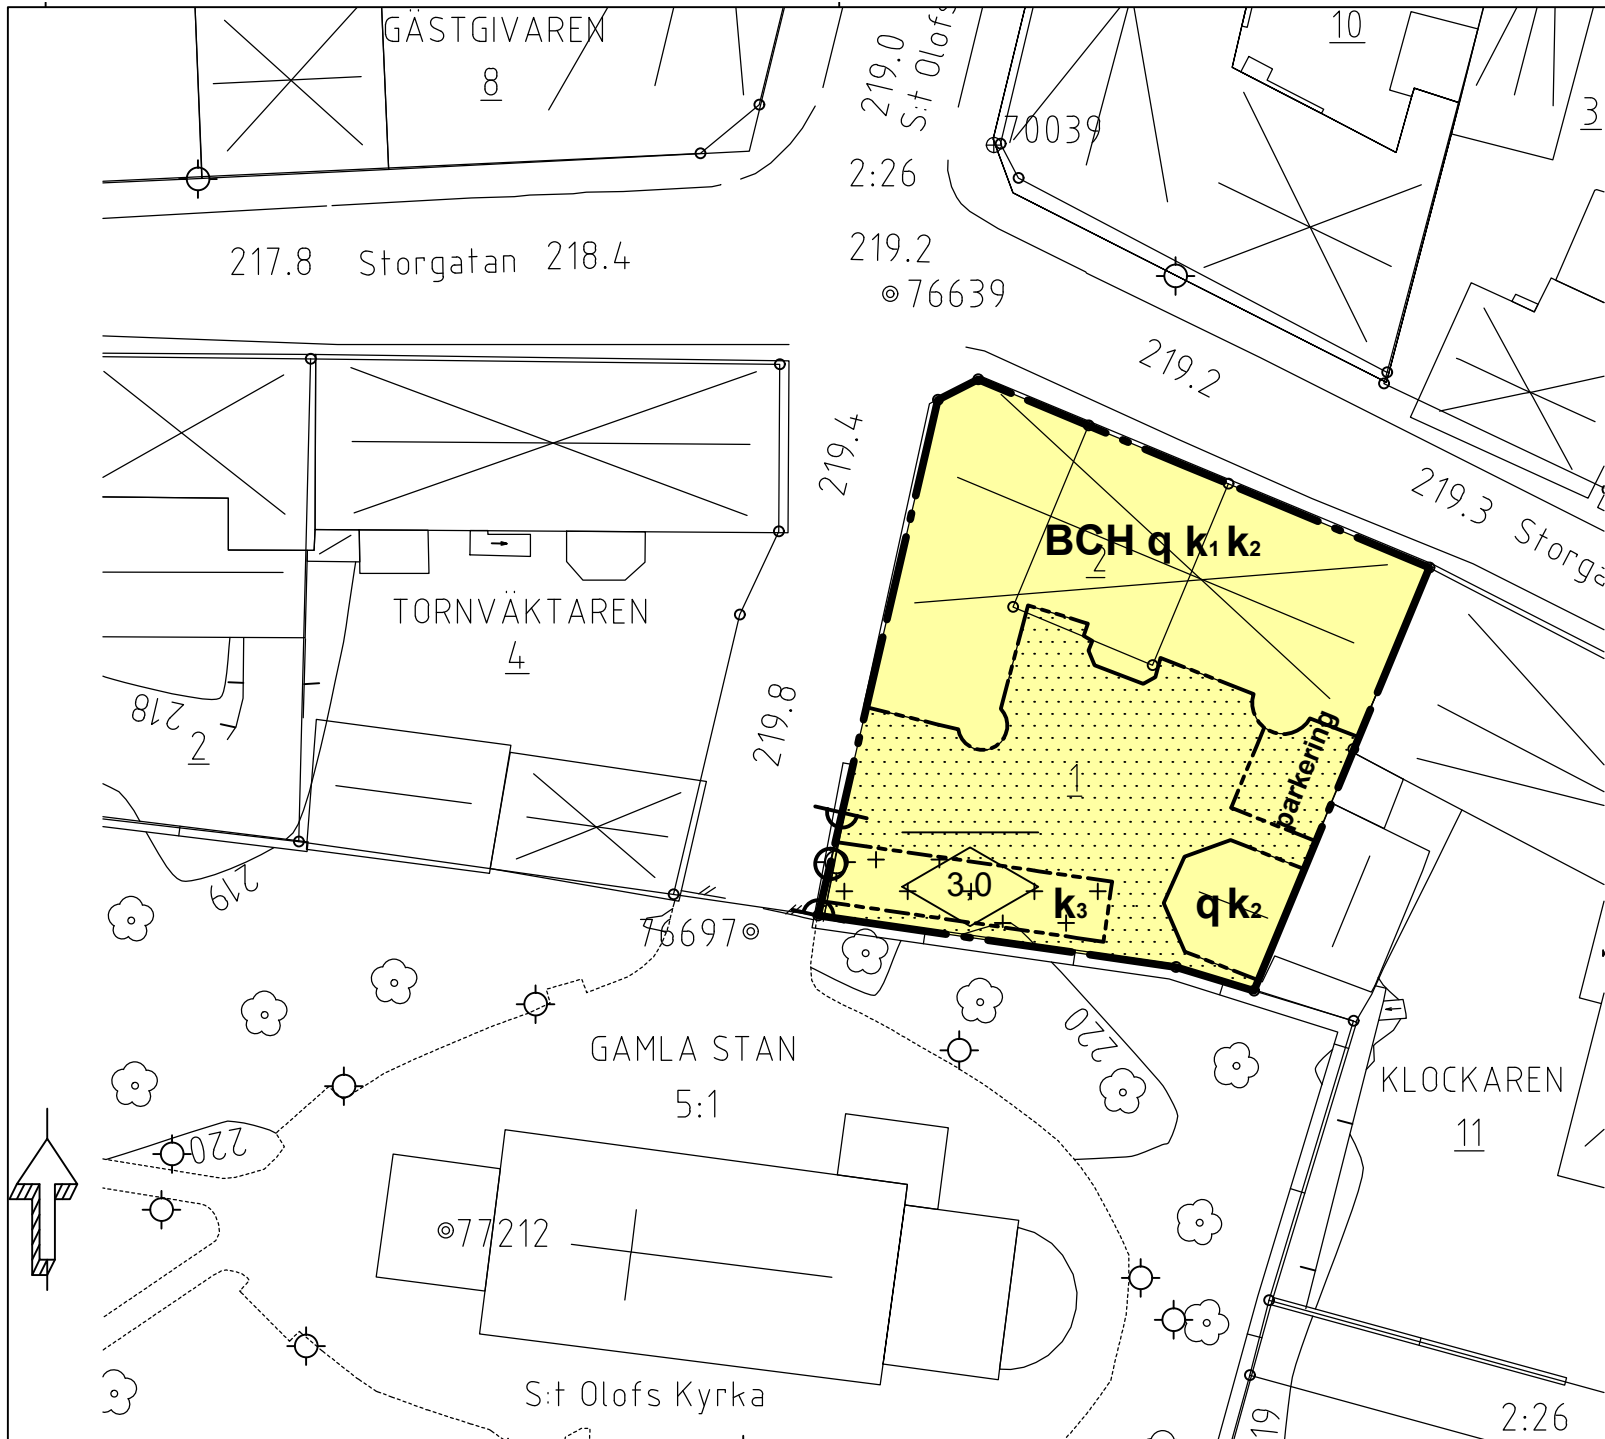 GÄSTGIVAREN
8
10
3
219.0
S:t Olofs
70039
2:26
217.8 Storgatan 218.4
219.2
76639
219.2
219.4
219.3 Storga
BCH q k1 k2
2
TORNVÄKTAREN
4
218
2
219.8
parkering
1
219
3,0
k3
q k2
76697
220
GAMLA STAN
5:1
KLOCKAREN
11
220
77212
S:t Olofs Kyrka
2:26
19